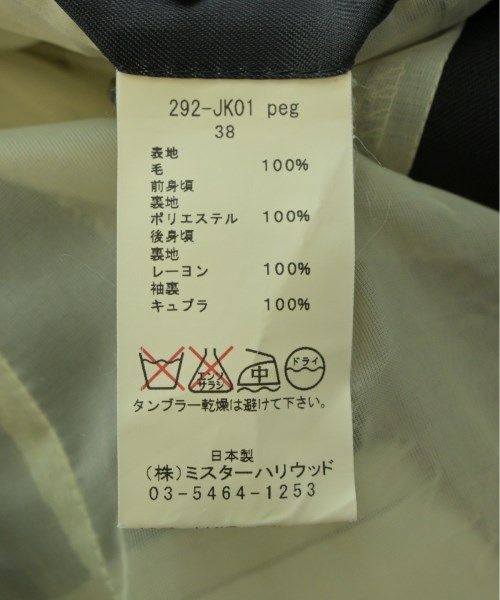 292-JK01 peg
38
表地
毛 100%
前身頃
裏地
ポリエステル 100%
後身頃
裏地
レーヨン 100%
袖裏
キュプラ 100%
エンソサラシ 中 ドライ
タンブラー乾燥は避けて下さい。
日本製
(株)ミスターハリウッド
03-5464-1253